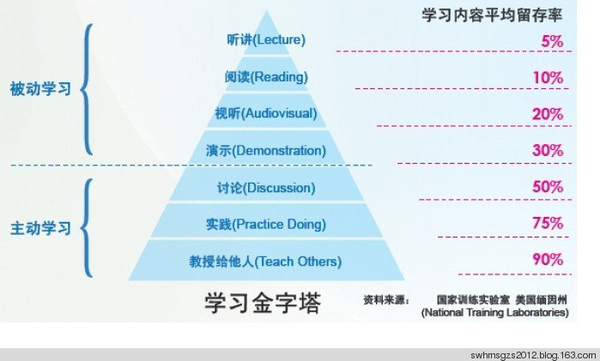 学习内容平均留存率
听讲(Lecture)
5%
阅读(Reading)
10%
被动学习
视听(Audiovisual)
20%
演示(Demonstration)
30%
讨论(Discussion)
50%
主动学习
实践(Practice Doing)
75%
教授给他人(Teach Others)
90%
学习金字塔
资料来源： 国家训练实验室 美国缅因州
(National Training Laboratories)
swhmsgzs2012.blog.163.com